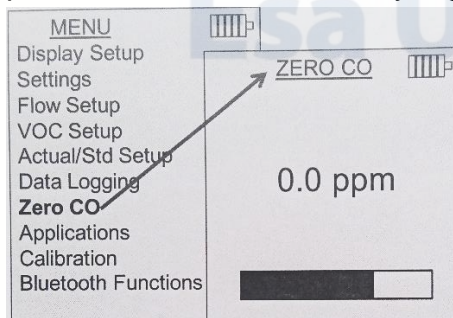 Esa U
MENU
Display Setup
Settings
Flow Setup
VOC Setup
Actual/Std Setup
Data Logging
Zero CO
Applications
Calibration
Bluetooth Functions
ZERO CO
0.0 ppm